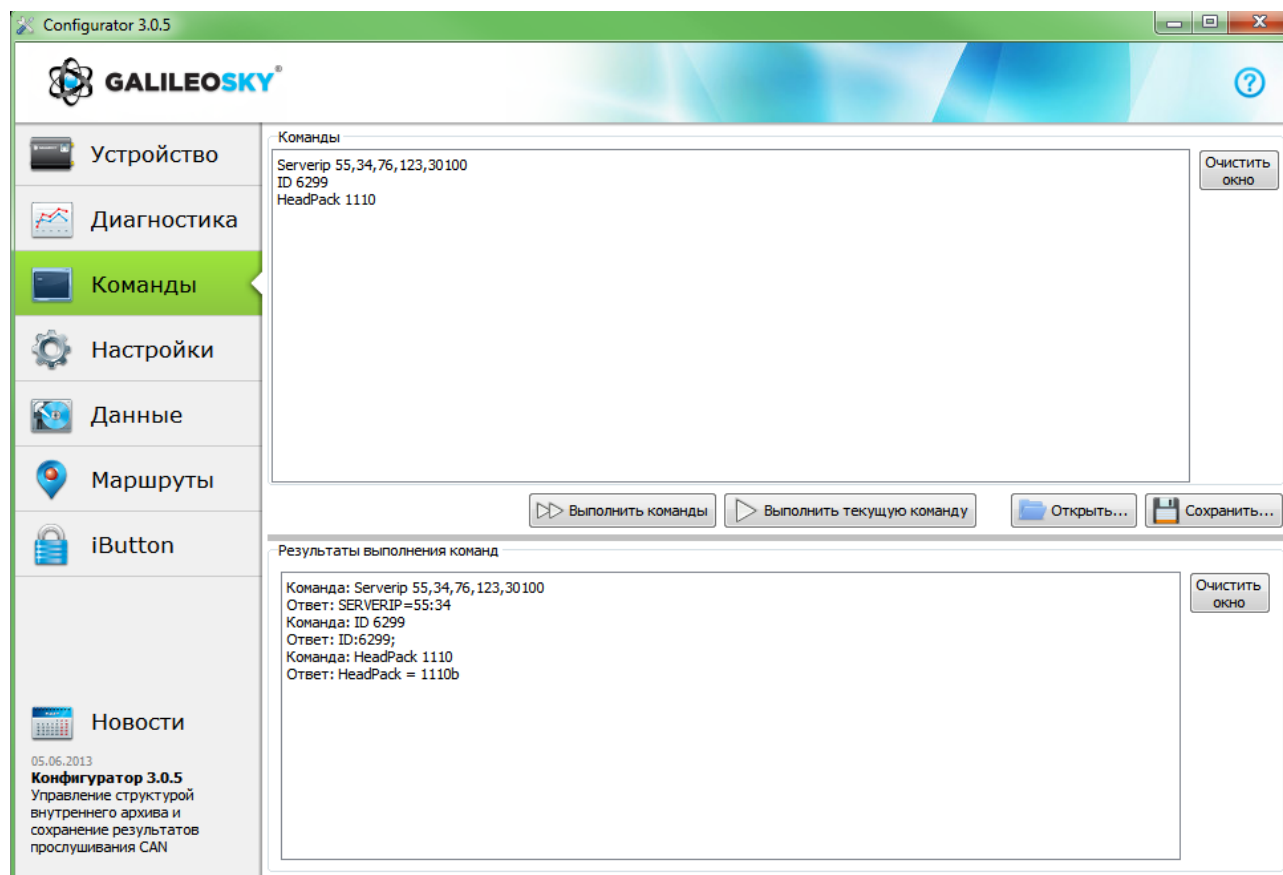 Configurator 3.0.5
GALILEOSKY®
?
Устройство
Диагностика
Команды
Настройки
Данные
Маршруты
iButton
Новости
05.06.2013
Конфигуратор 3.0.5
Управление структурой
внутреннего архива и
сохранение результатов
прослушивания CAN
Команды
Serverip 55,34,76,123,30100
ID 6299
HeadPack 1110
Очистить
окно
Выполнить команды
Выполнить текущую команду
Открыть...
Сохранить...
Результаты выполнения команд
Команда: Serverip 55,34,76,123,30100
Ответ: SERVERIP=55:34
Команда: ID 6299
Ответ: ID:6299;
Команда: HeadPack 1110
Ответ: HeadPack = 1110b
Очистить
окно